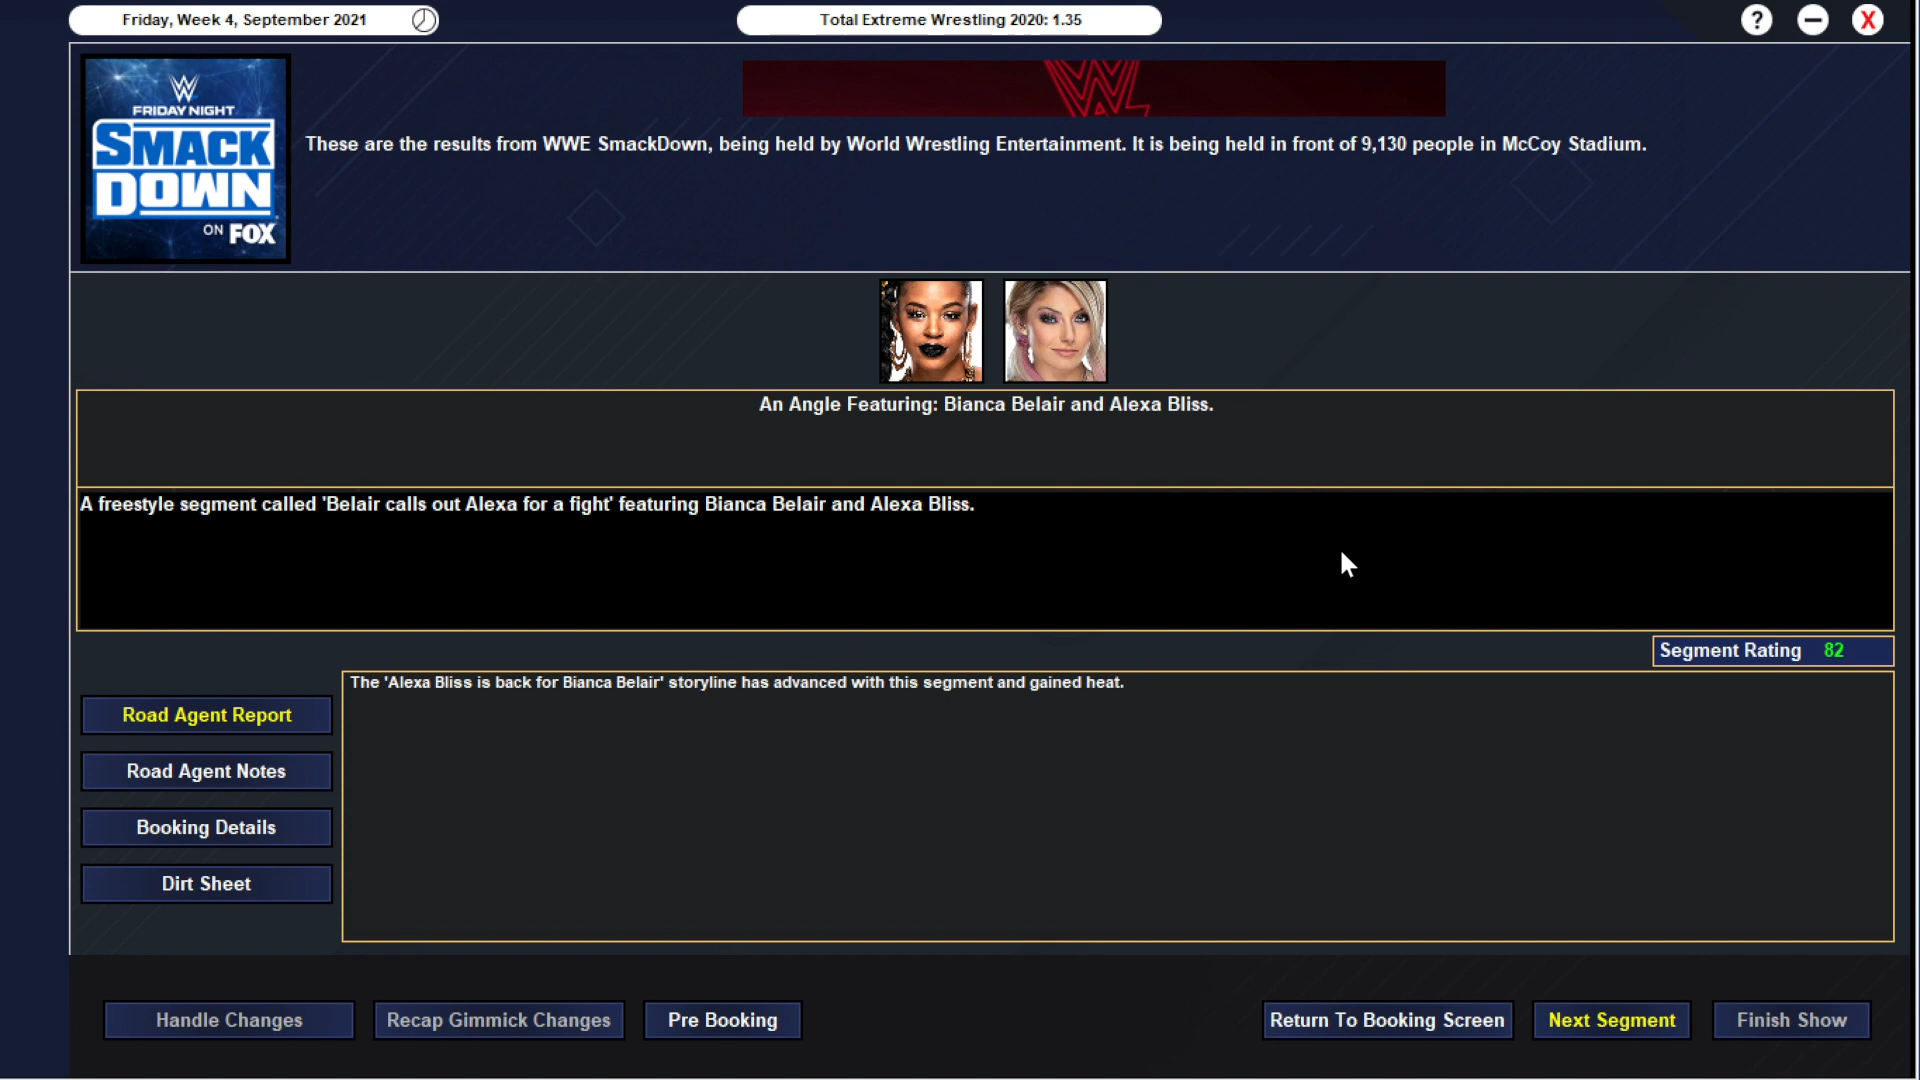 Friday, Week 4, September 2021
Total Extreme Wrestling 2020: 1.35
?
X
FRIDAY NIGHT
SMACK
DOWN
ON FOX
These are the results from WWE SmackDown, being held by World Wrestling Entertainment. It is being held in front of 9,130 people in McCoy Stadium.
An Angle Featuring: Bianca Belair and Alexa Bliss.
A freestyle segment called 'Belair calls out Alexa for a fight' featuring Bianca Belair and Alexa Bliss.
Segment Rating 82
The 'Alexa Bliss is back for Bianca Belair' storyline has advanced with this segment and gained heat.
Road Agent Report
Road Agent Notes
Booking Details
Dirt Sheet
Handle Changes
Recap Gimmick Changes
Pre Booking
Return To Booking Screen
Next Segment
Finish Show